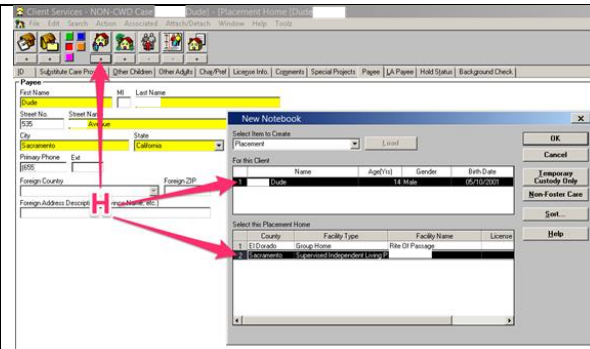 Client Services - NON-CWD Case Dude] - [Placement Home [Dude
File Edit Search Action Associated Attach/Detach Window Help Tools
ID Substitute Care Pro Other Children Other Adults Char/Pref License Info. Comments Special Projects Payee LA Payee Hold Status Background Check
Payee
First Name MI Last Name
Dude
Street No. Street Name
535 Avenue
City State
Sacramento California
Primary Phone Ext
(655)
Foreign Country Foreign ZIP
Foreign Address Descript vince Name, etc.)
H
New Notebook
Select Item to Create
Placement Load
For this Client
Name Age(Yrs) Gender Birth Date
1 Dude 14 Male 05/10/2001
Select this Placement Home
County Facility Type Facility Name License
1 El Dorado Group Home Rite Of Passage
2 Sacramento Supervised Independent Living P
OK
Cancel
Temporary Custody Only
Non-Foster Care
Sort...
Help